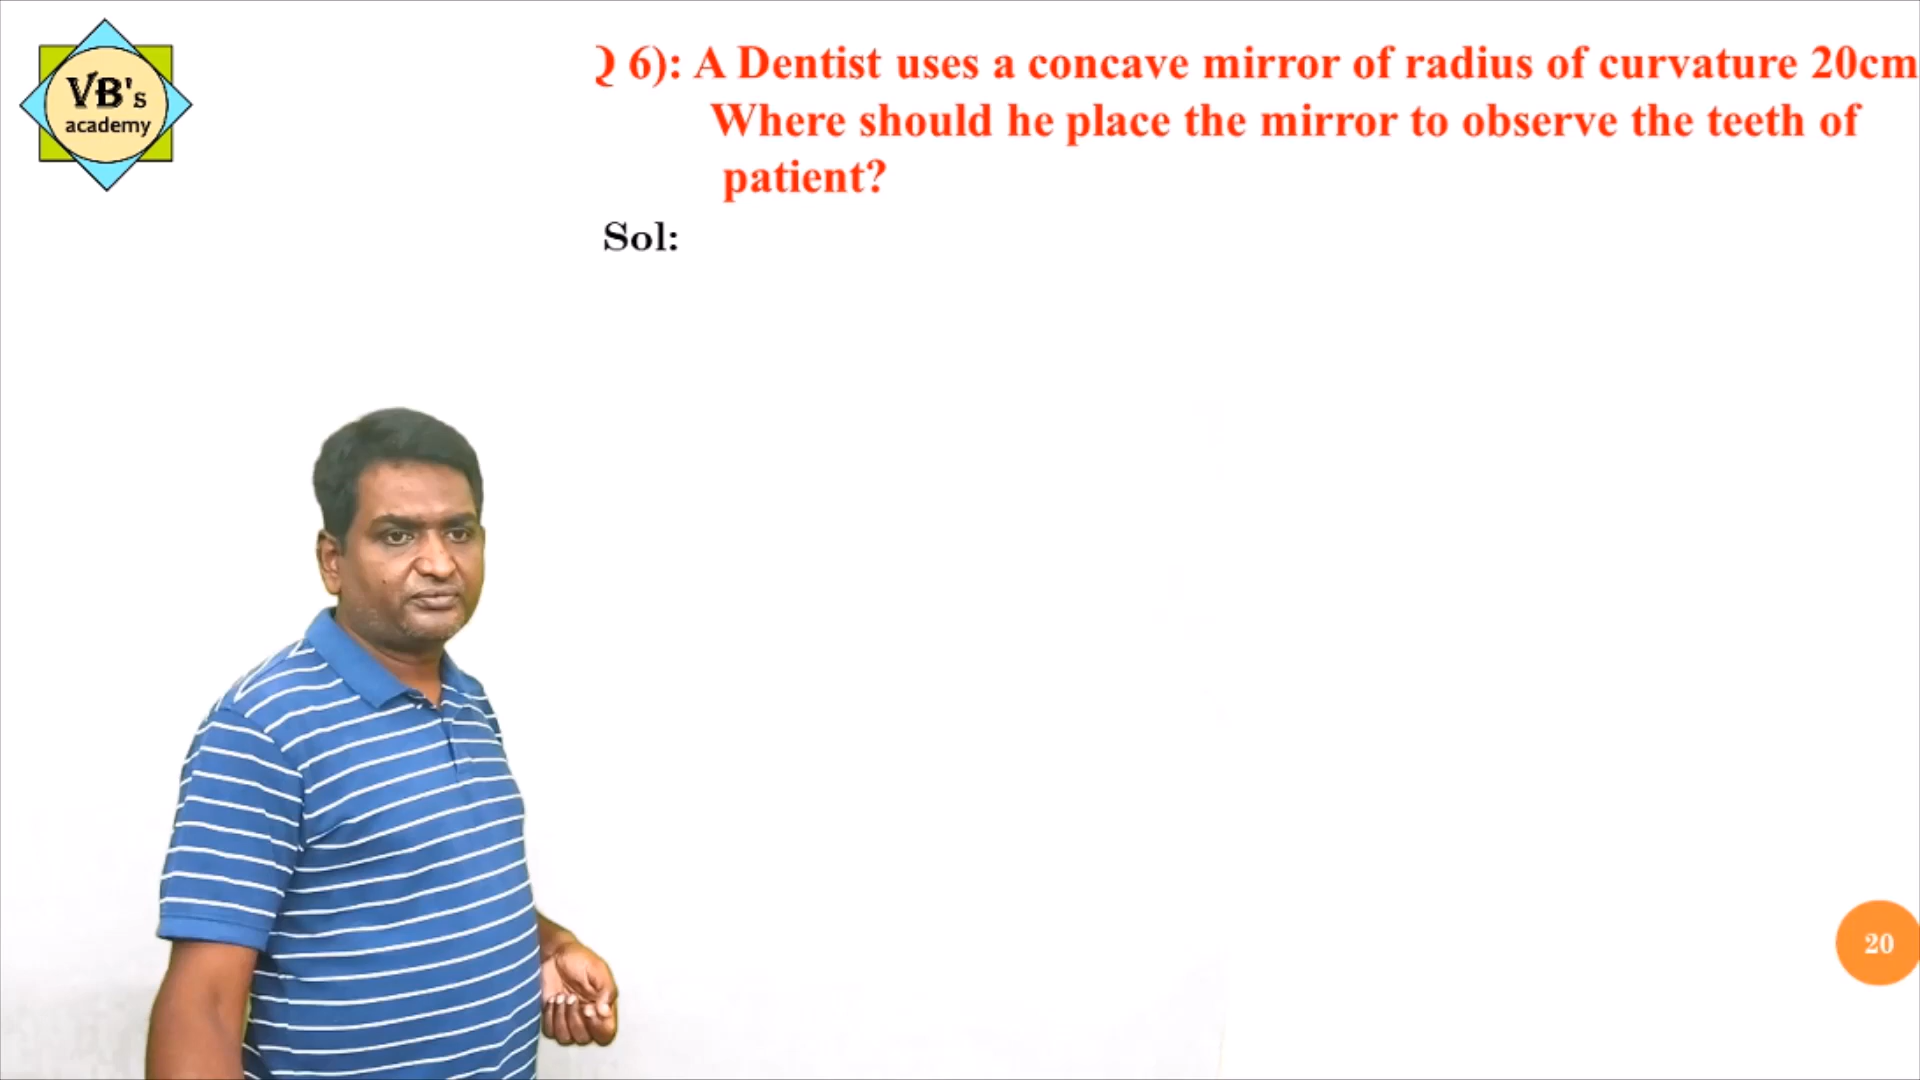 VB's
academy
Q 6): A Dentist uses a concave mirror of radius of curvature 20cm
Where should he place the mirror to observe the teeth of
patient?
Sol:
20